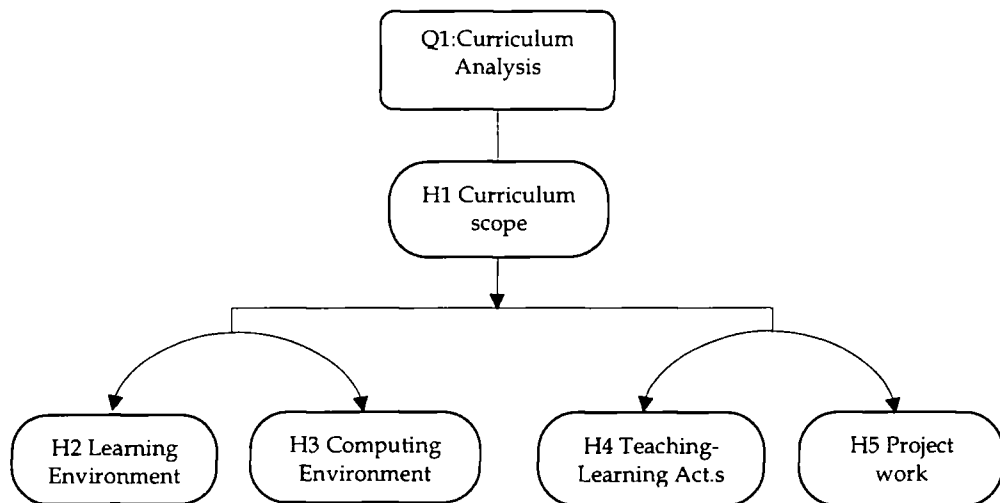 Q1:Curriculum
Analysis
H1 Curriculum
scope
H2 Learning
Environment
H3 Computing
Environment
H4 Teaching-
Learning Act.s
H5 Project
work